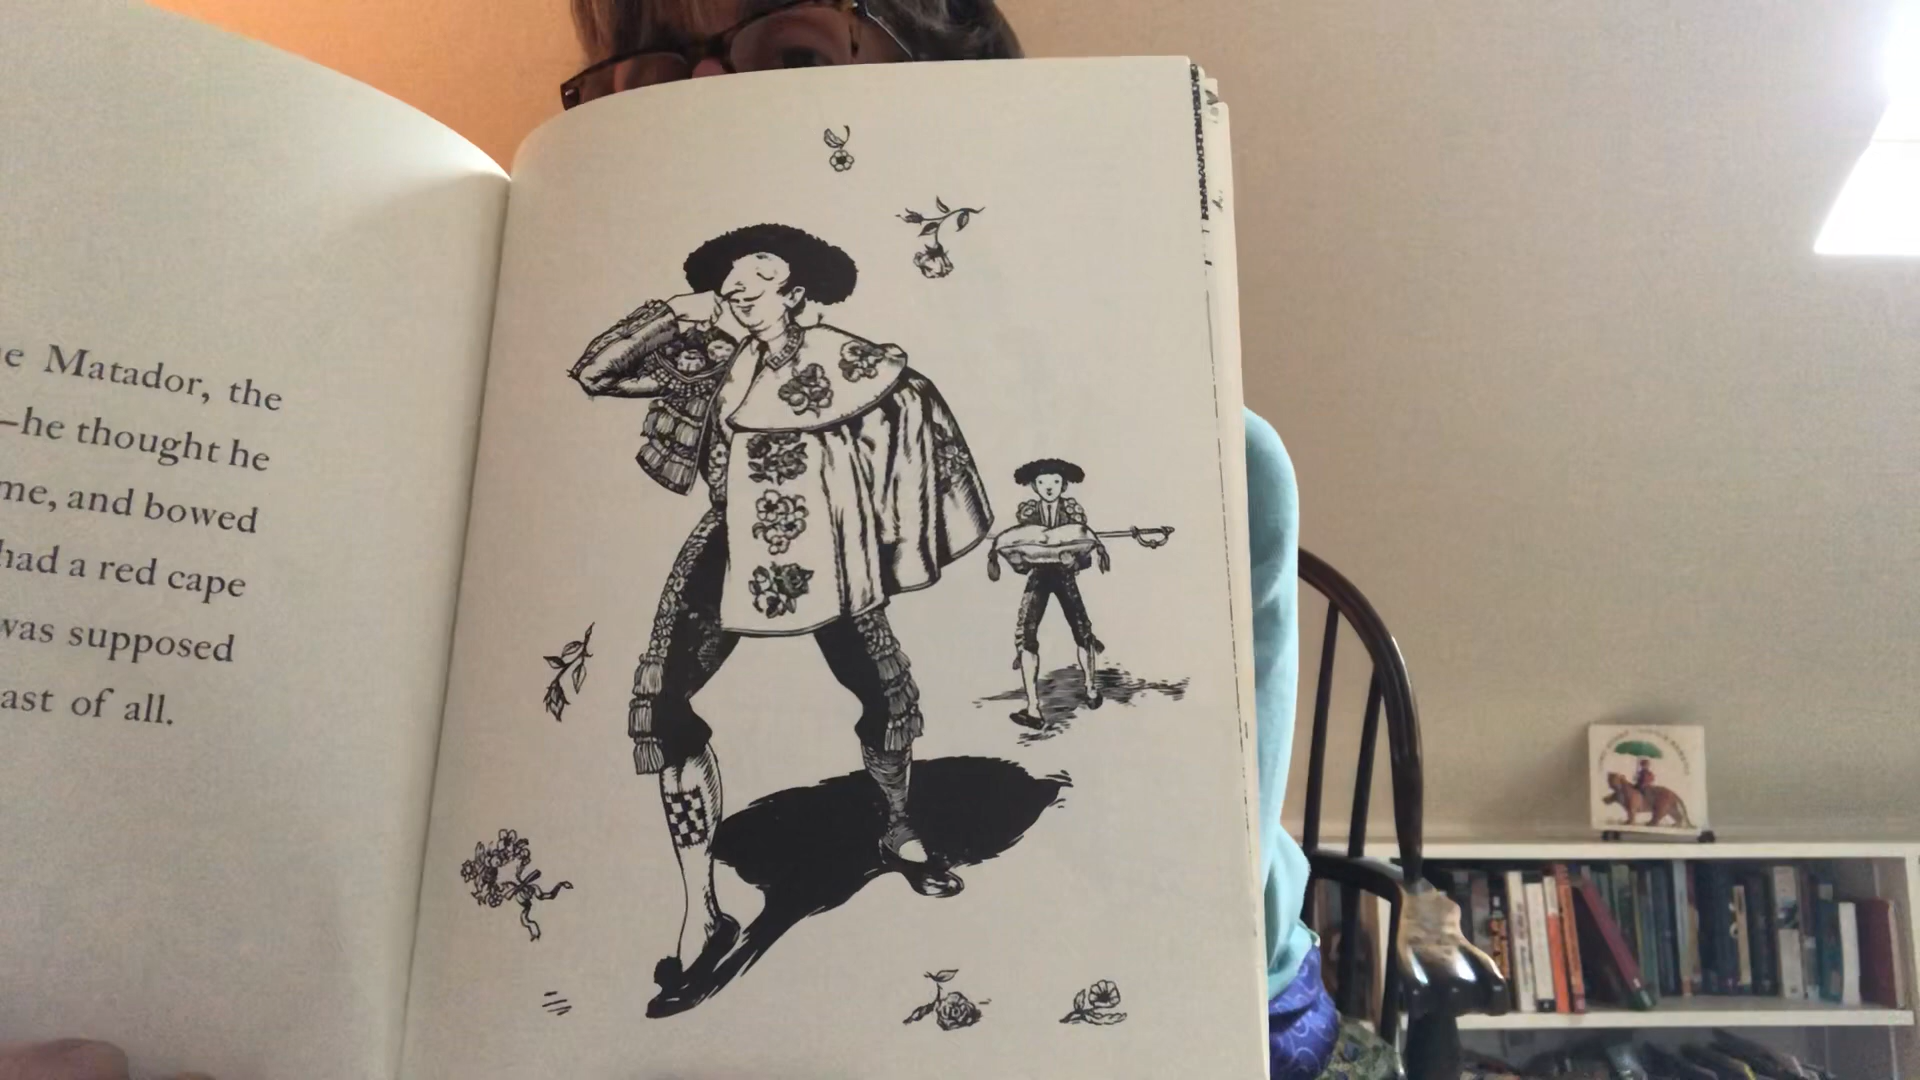 e Matador, the
—he thought he
me, and bowed
had a red cape
was supposed
ast of all.